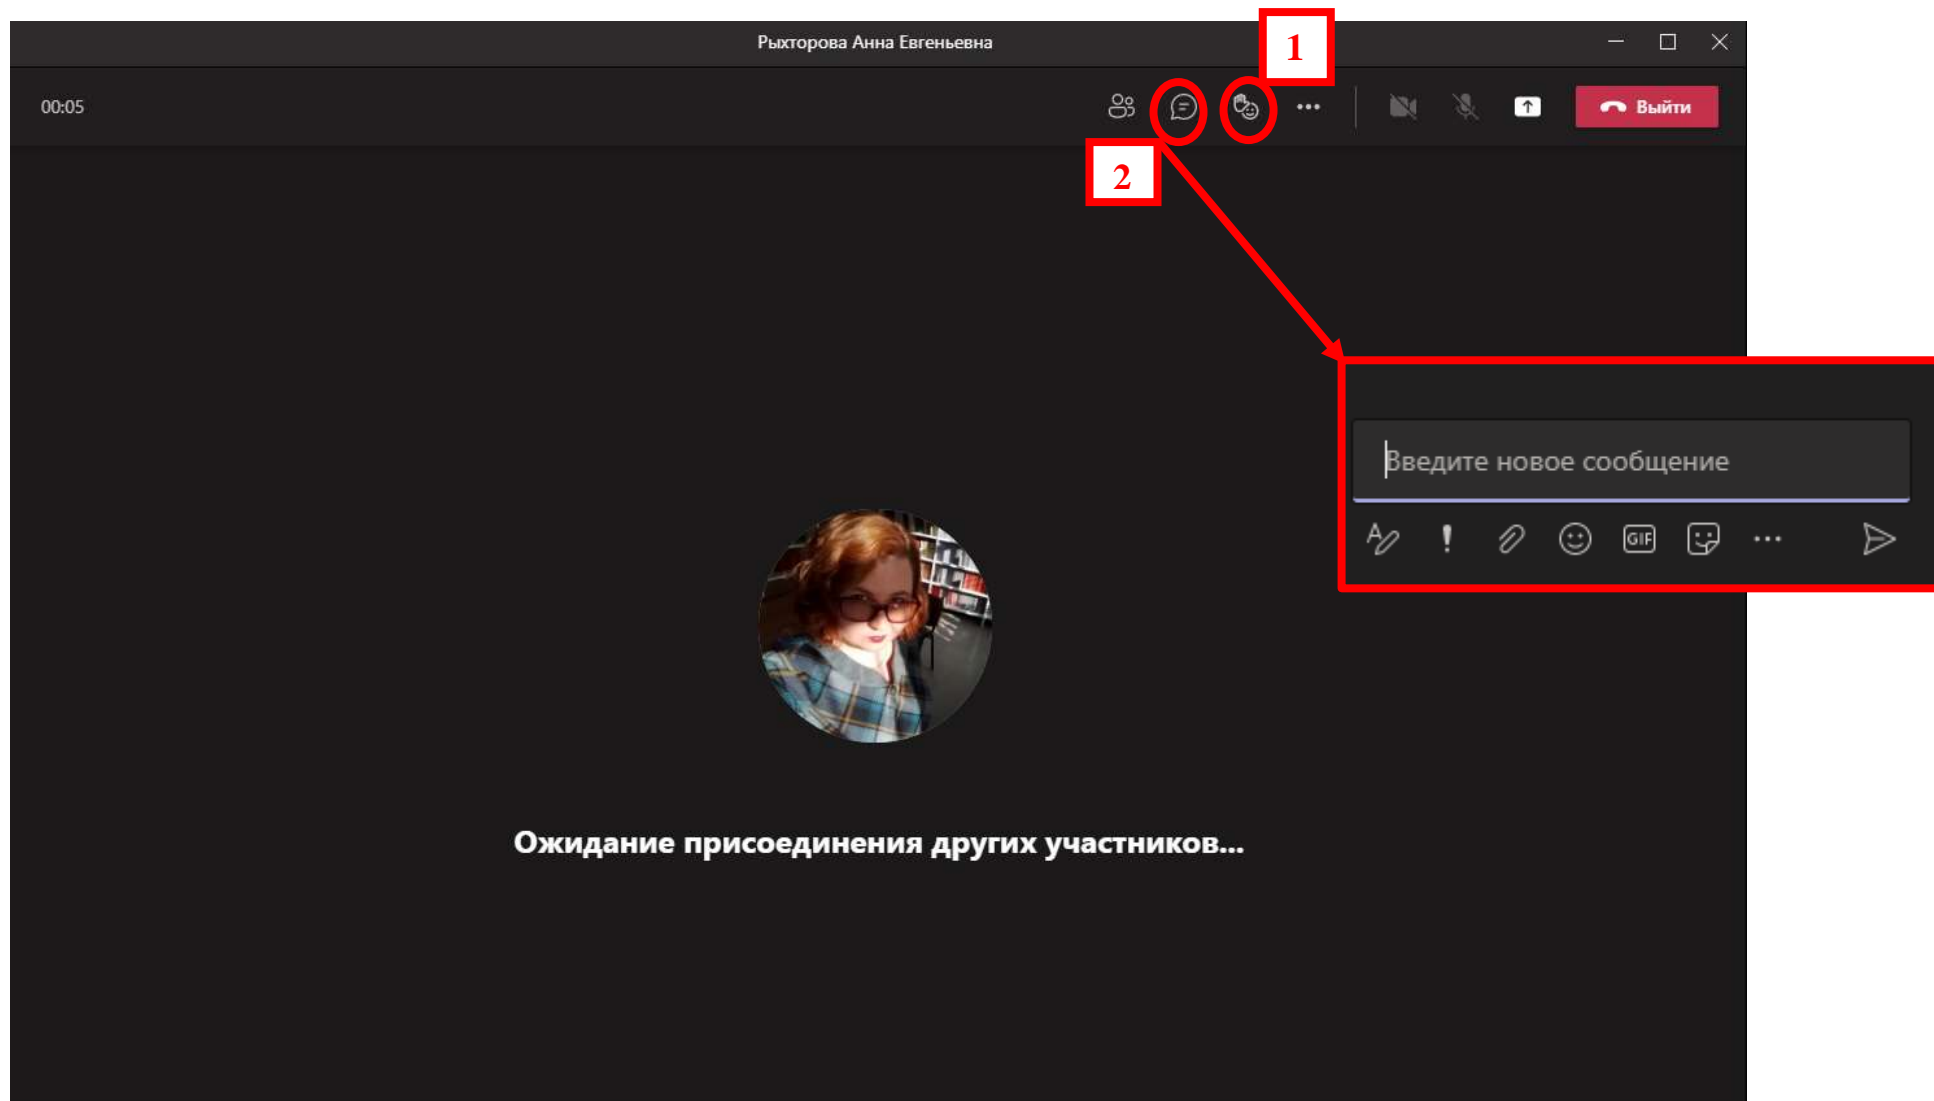 Рыхторова Анна Евгеньевна
1
00:05
Выйти
2
Введите новое сообщение
GIF
Ожидание присоединения других участников...